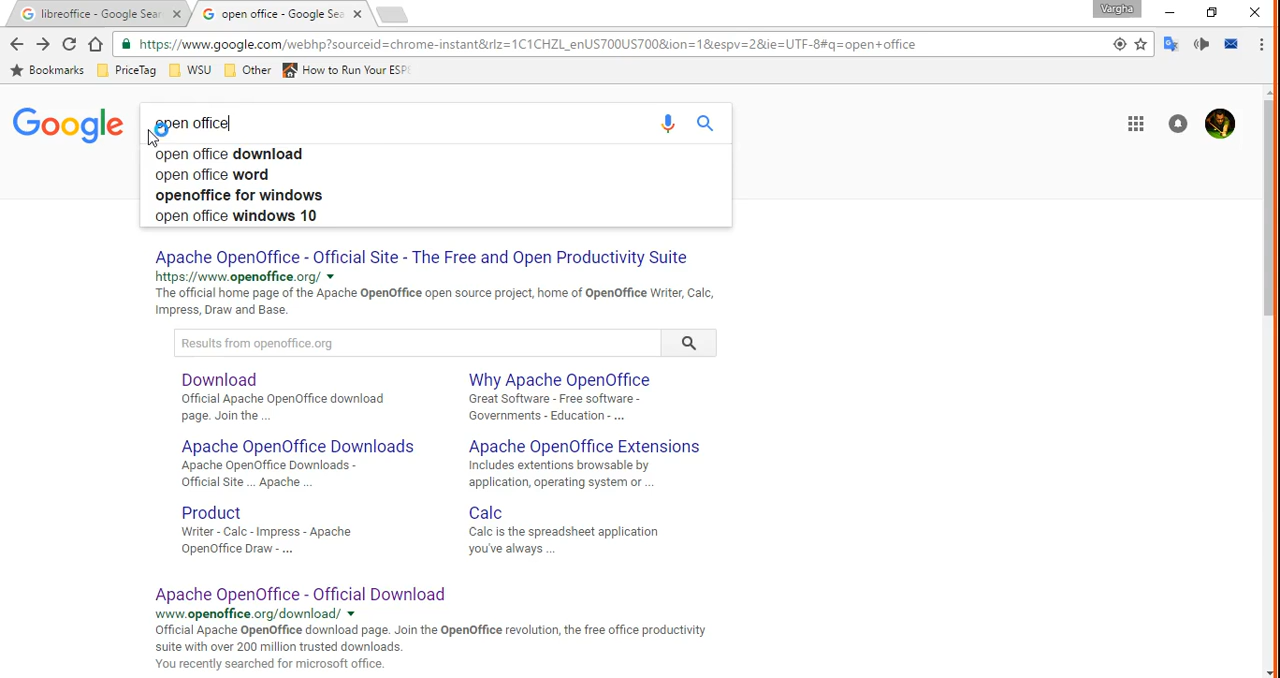 libreoffice - Google Sear
open office - Google Sea
Vargha
https://www.google.com/webhp?sourceid=chrome-instant&rlz=1C1CHZL_enUS700US700&ion=1&espv=2&ie=UTF-8#q=open+office
Bookmarks PriceTag WSU Other How to Run Your ESP
Google
open office
open office download
open office word
openoffice for windows
open office windows 10
Apache OpenOffice - Official Site - The Free and Open Productivity Suite
https://www.openoffice.org/
The official home page of the Apache OpenOffice open source project, home of OpenOffice Writer, Calc,
Impress, Draw and Base.
Results from openoffice.org
Download
Official Apache OpenOffice download
page. Join the ...
Why Apache OpenOffice
Great Software - Free software -
Governments - Education - ...
Apache OpenOffice Downloads
Apache OpenOffice Downloads -
Official Site ... Apache ...
Apache OpenOffice Extensions
Includes extentions browsable by
application, operating system or ...
Product
Writer - Calc - Impress - Apache
OpenOffice Draw - ...
Calc
Calc is the spreadsheet application
you've always ...
Apache OpenOffice - Official Download
www.openoffice.org/download/
Official Apache OpenOffice download page. Join the OpenOffice revolution, the free office productivity
suite with over 200 million trusted downloads.
You recently searched for microsoft office.